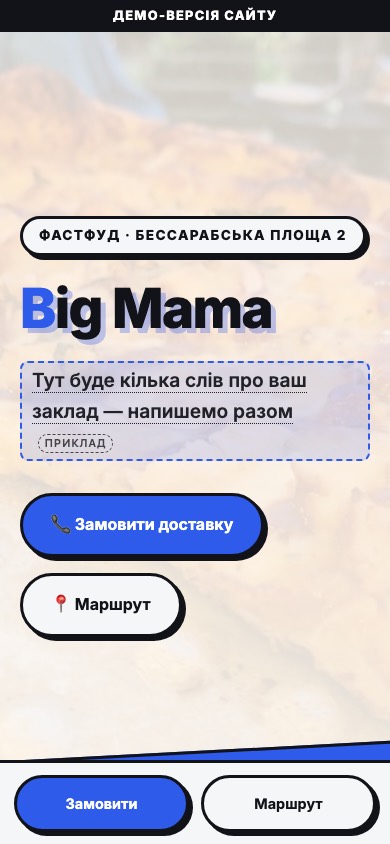 ДЕМО-ВЕРСІЯ САЙТУ
ФАСТФУД · БЕССАРАБСЬКА ПЛОЩА 2
Big Mama
Тут буде кілька слів про ваш
заклад — напишемо разом
ПРИКЛАД
Замовити доставку
Маршрут
Замовити
Маршрут